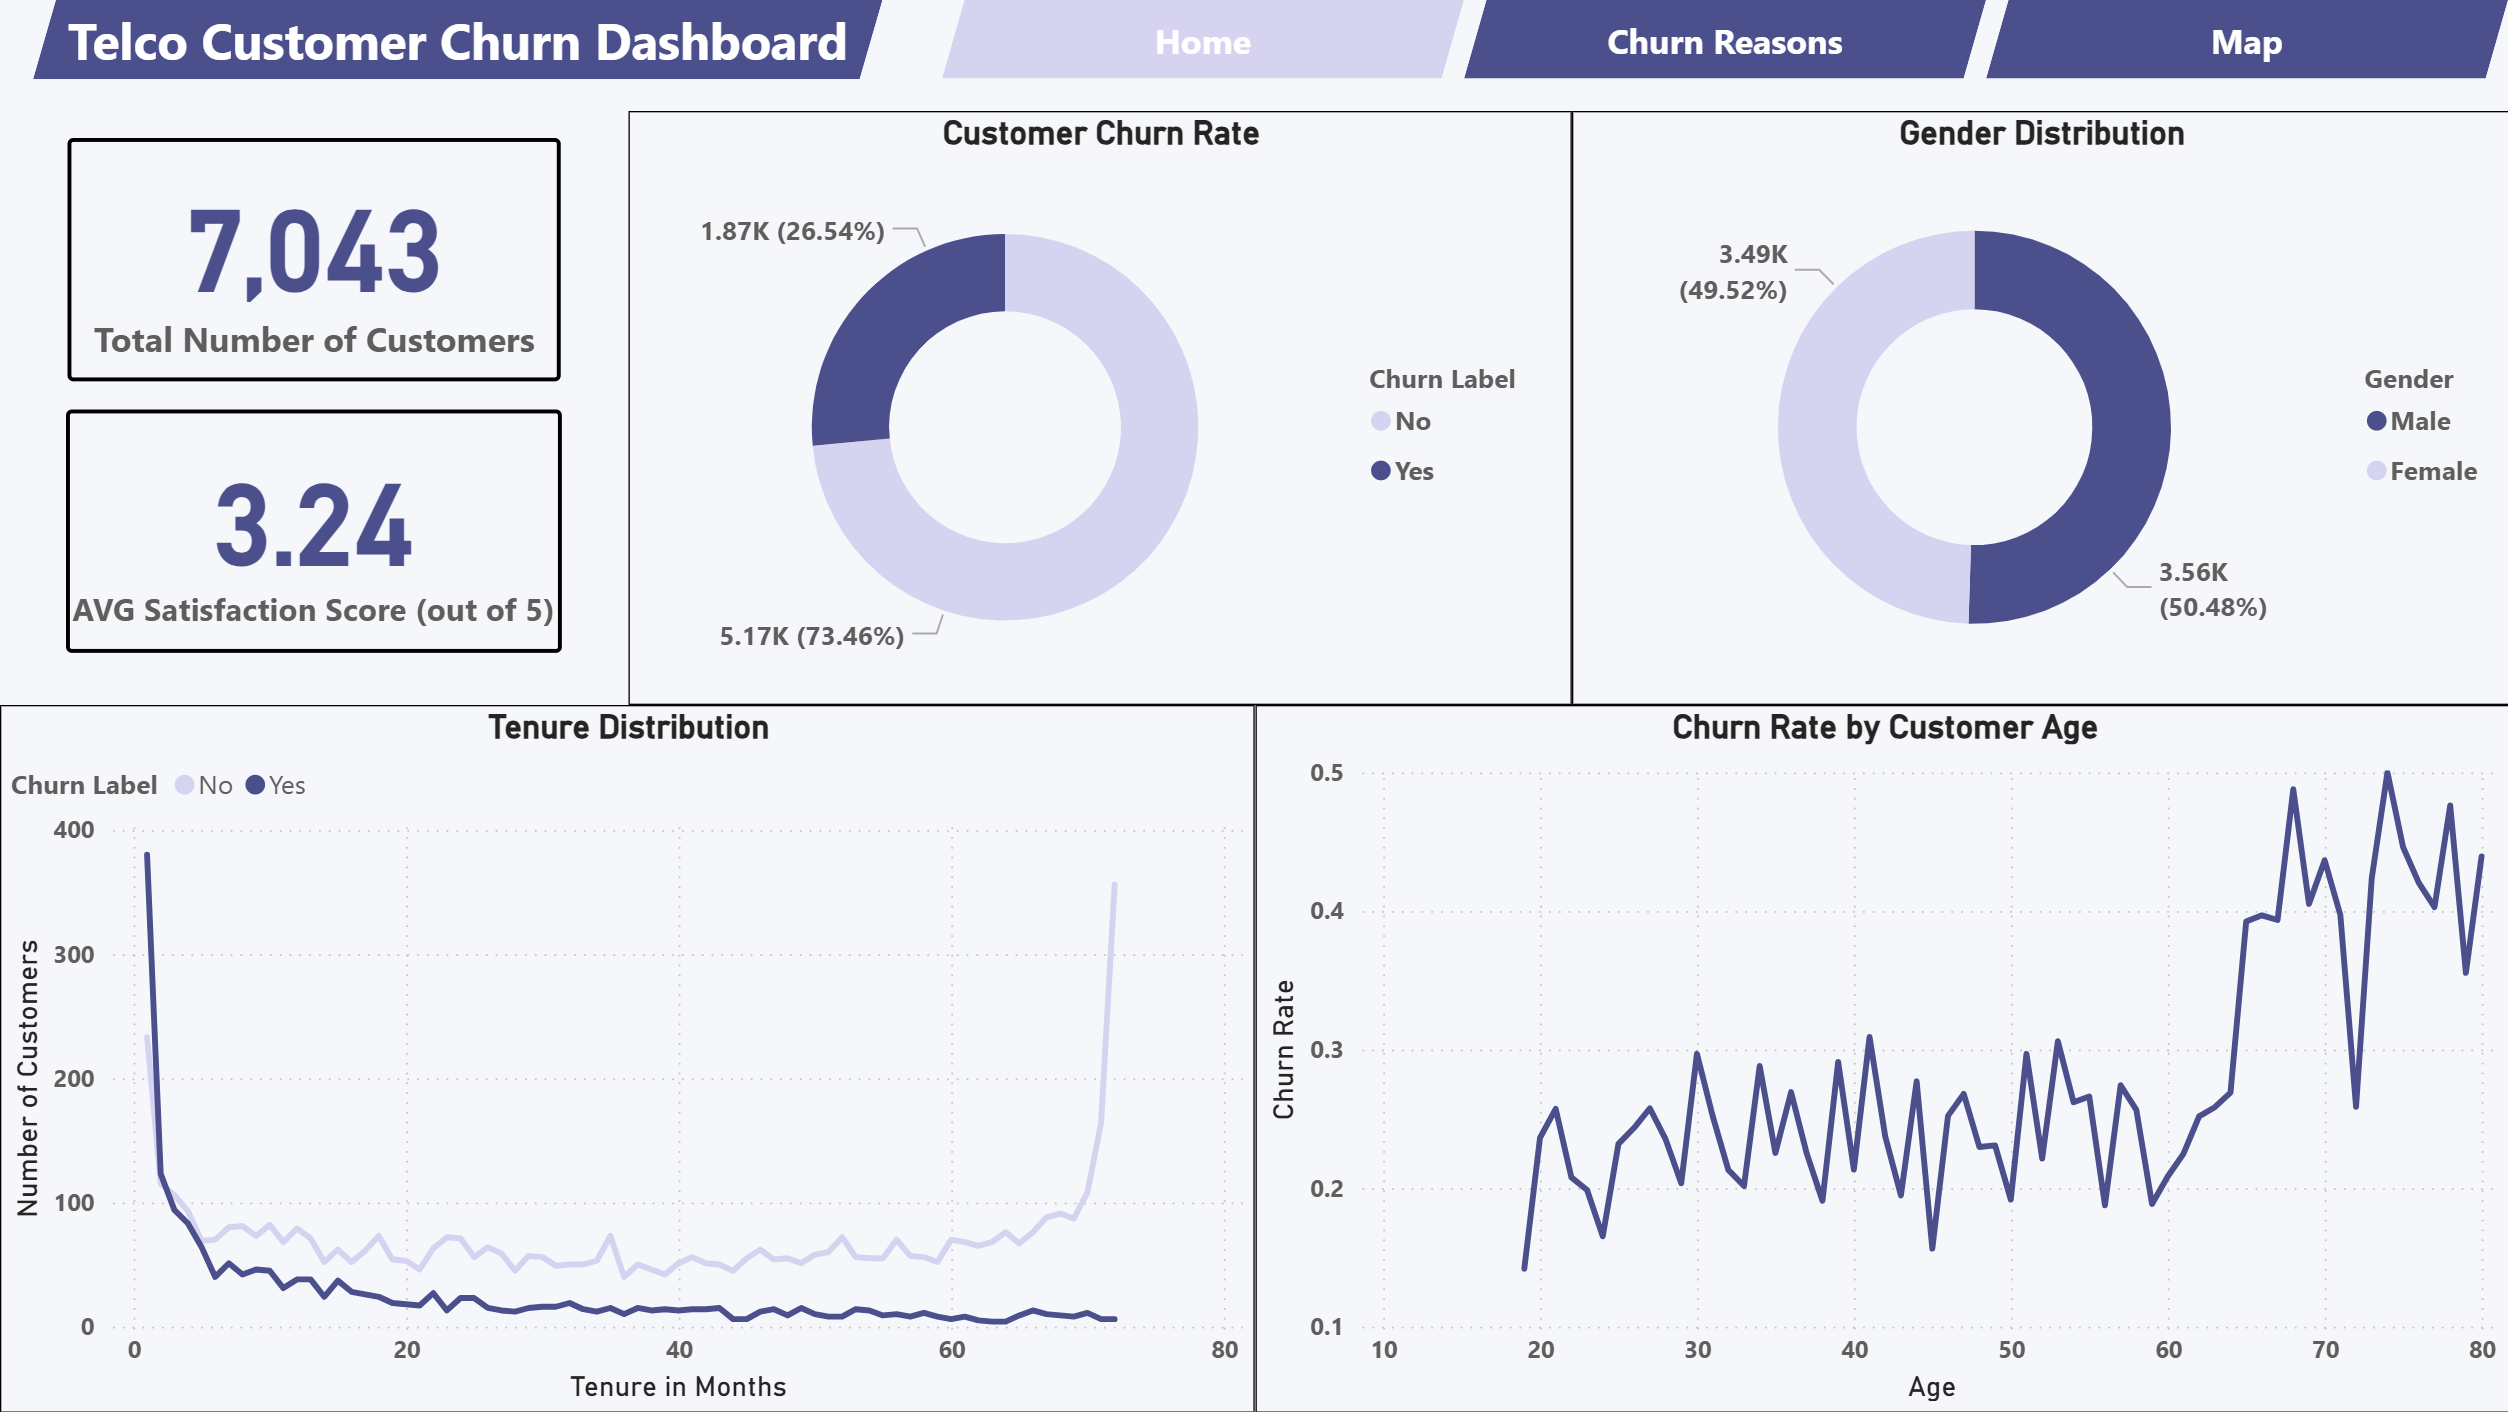 Telco Customer Churn Dashboard
Home
Churn Reasons
Map
7,043
Total Number of Customers
3.24
AVG Satisfaction Score (out of 5)
Customer Churn Rate
1.87K (26.54%)
5.17K (73.46%)
Churn Label
No
Yes
Gender Distribution
3.49K
(49.52%)
3.56K
(50.48%)
Gender
Male
Female
Tenure Distribution
Churn Label No Yes
400
300
200
100
0
Number of Customers
0 20 40 60 80
Tenure in Months
Churn Rate by Customer Age
0.5
0.4
0.3
0.2
0.1
Churn Rate
10 20 30 40 50 60 70 80
Age